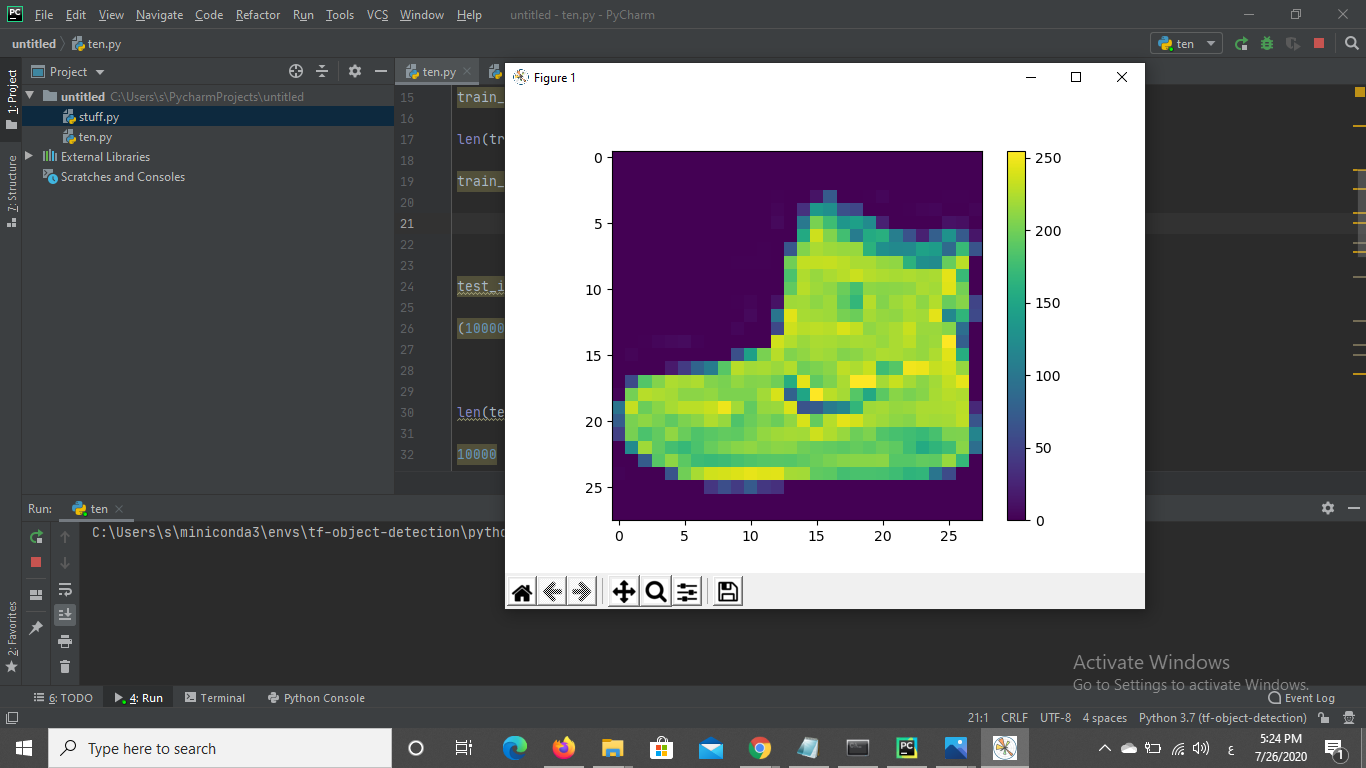 PC File Edit View Navigate Code Refactor Run Tools VCS Window Help untitled - ten.py - PyCharm
untitled ten.py
ten
1: Project
7: Structure
2: Favorites
Project
untitled C:\Users\s\PycharmProjects\untitled
stuff.py
ten.py
External Libraries
Scratches and Consoles
ten.py
15 train_
16
17 len(tr
18
19 train_
20
21
22
23
24 test_i
25
26 (10000
27
28
29
30 len(te
31
32 10000
Figure 1
0
5
10
15
20
25
0 5 10 15 20 25
250
200
150
100
50
0
Run: ten
C:\Users\s\miniconda3\envs\tf-object-detection\pytho
Activate Windows
Go to Settings to activate Windows.
6: TODO 4: Run Terminal Python Console Event Log
21:1 CRLF UTF-8 4 spaces Python 3.7 (tf-object-detection)
Type here to search
PC
ع
5:24 PM
7/26/2020
1